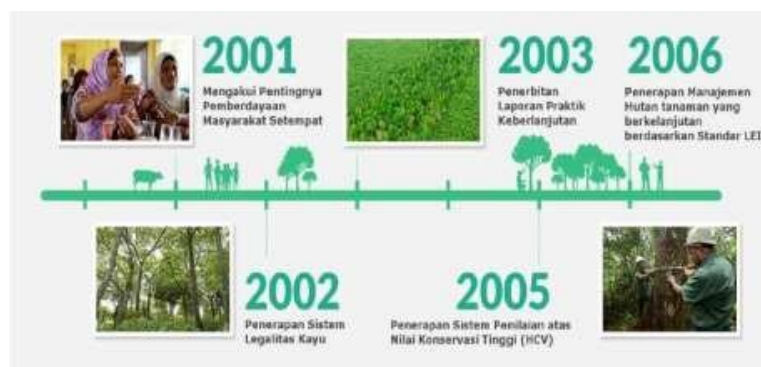 2001
Mengakui Pentingnya
Pemberdayaan
Masyarakat Setempat
2002
Penerapan Sistem
Legalitas Kayu
2003
Penerbitan
Laporan Praktik
Keberlanjutan
2005
Penerapan Sistem Penilaian atas
Nilai Konservasi Tinggi (HCV)
2006
Penerapan Manajemen
Hutan tanaman yang
berkelanjutan
berdasarkan Standar LEI